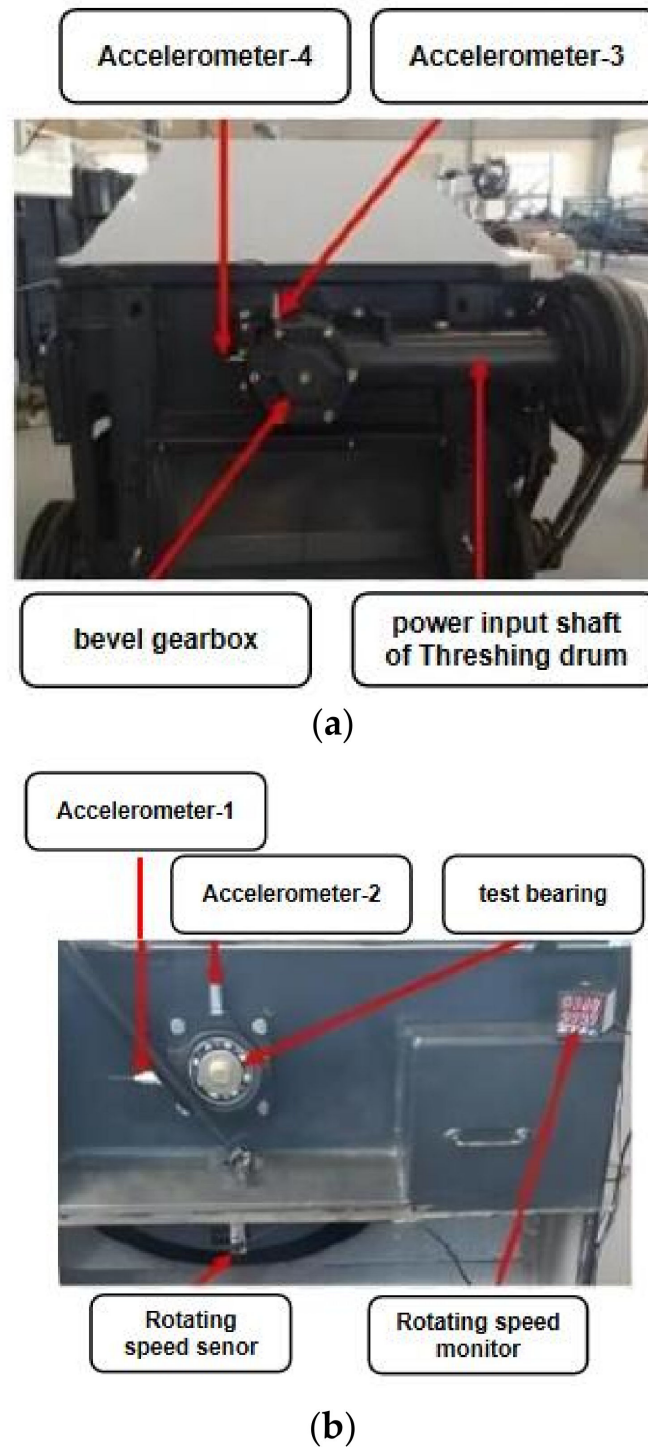 Accelerometer-4
Accelerometer-3
bevel gearbox
power input shaft
of Threshing drum
(a)
Accelerometer-1
Accelerometer-2
test bearing
Rotating
speed senor
Rotating speed
monitor
(b)